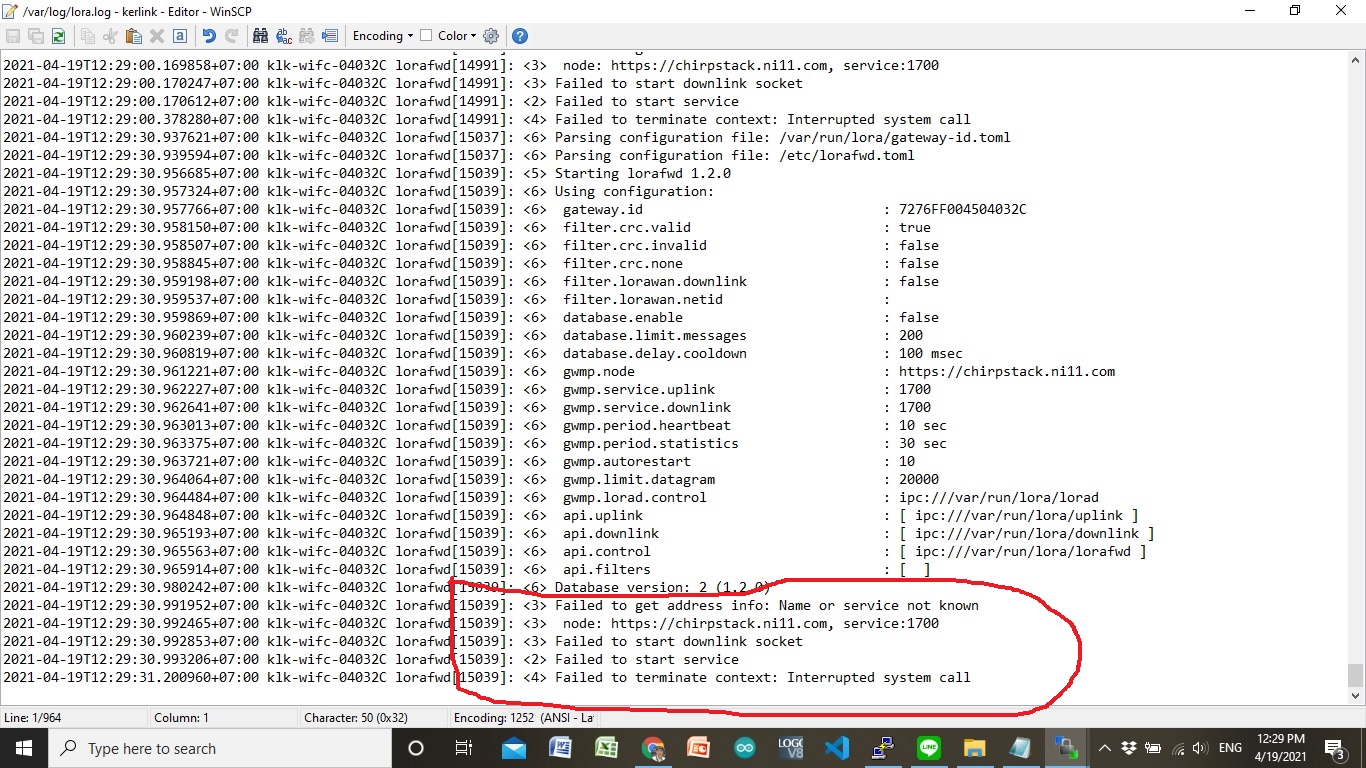 /var/log/lora.log - kerlink - Editor - WinSCP
Encoding Color
2021-04-19T12:29:00.169858+07:00 klk-wifc-04032C lorafwd[14991]: <3>  node: https://chirpstack.ni11.com, service:1700
2021-04-19T12:29:00.170247+07:00 klk-wifc-04032C lorafwd[14991]: <3> Failed to start downlink socket
2021-04-19T12:29:00.170612+07:00 klk-wifc-04032C lorafwd[14991]: <2> Failed to start service
2021-04-19T12:29:00.378280+07:00 klk-wifc-04032C lorafwd[14991]: <4> Failed to terminate context: Interrupted system call
2021-04-19T12:29:30.937621+07:00 klk-wifc-04032C lorafwd[15037]: <6> Parsing configuration file: /var/run/lora/gateway-id.toml
2021-04-19T12:29:30.939594+07:00 klk-wifc-04032C lorafwd[15037]: <6> Parsing configuration file: /etc/lorafwd.toml
2021-04-19T12:29:30.956685+07:00 klk-wifc-04032C lorafwd[15039]: <5> Starting lorafwd 1.2.0
2021-04-19T12:29:30.957324+07:00 klk-wifc-04032C lorafwd[15039]: <6> Using configuration:
2021-04-19T12:29:30.957766+07:00 klk-wifc-04032C lorafwd[15039]: <6>  gateway.id : 7276FF004504032C
2021-04-19T12:29:30.958150+07:00 klk-wifc-04032C lorafwd[15039]: <6>  filter.crc.valid : true
2021-04-19T12:29:30.958507+07:00 klk-wifc-04032C lorafwd[15039]: <6>  filter.crc.invalid : false
2021-04-19T12:29:30.958845+07:00 klk-wifc-04032C lorafwd[15039]: <6>  filter.crc.none : false
2021-04-19T12:29:30.959198+07:00 klk-wifc-04032C lorafwd[15039]: <6>  filter.lorawan.downlink : false
2021-04-19T12:29:30.959537+07:00 klk-wifc-04032C lorafwd[15039]: <6>  filter.lorawan.netid :
2021-04-19T12:29:30.959869+07:00 klk-wifc-04032C lorafwd[15039]: <6>  database.enable : false
2021-04-19T12:29:30.960239+07:00 klk-wifc-04032C lorafwd[15039]: <6>  database.limit.messages : 200
2021-04-19T12:29:30.960819+07:00 klk-wifc-04032C lorafwd[15039]: <6>  database.delay.cooldown : 100 msec
2021-04-19T12:29:30.961221+07:00 klk-wifc-04032C lorafwd[15039]: <6>  gwmp.node : https://chirpstack.ni11.com
2021-04-19T12:29:30.962227+07:00 klk-wifc-04032C lorafwd[15039]: <6>  gwmp.service.uplink : 1700
2021-04-19T12:29:30.962641+07:00 klk-wifc-04032C lorafwd[15039]: <6>  gwmp.service.downlink : 1700
2021-04-19T12:29:30.963013+07:00 klk-wifc-04032C lorafwd[15039]: <6>  gwmp.period.heartbeat : 10 sec
2021-04-19T12:29:30.963375+07:00 klk-wifc-04032C lorafwd[15039]: <6>  gwmp.period.statistics : 30 sec
2021-04-19T12:29:30.963721+07:00 klk-wifc-04032C lorafwd[15039]: <6>  gwmp.autorestart : 10
2021-04-19T12:29:30.964064+07:00 klk-wifc-04032C lorafwd[15039]: <6>  gwmp.limit.datagram : 20000
2021-04-19T12:29:30.964484+07:00 klk-wifc-04032C lorafwd[15039]: <6>  gwmp.lorad.control : ipc:///var/run/lora/lorad
2021-04-19T12:29:30.964848+07:00 klk-wifc-04032C lorafwd[15039]: <6>  api.uplink : [ ipc:///var/run/lora/uplink ]
2021-04-19T12:29:30.965193+07:00 klk-wifc-04032C lorafwd[15039]: <6>  api.downlink : [ ipc:///var/run/lora/downlink ]
2021-04-19T12:29:30.965563+07:00 klk-wifc-04032C lorafwd[15039]: <6>  api.control : [ ipc:///var/run/lora/lorafwd ]
2021-04-19T12:29:30.965914+07:00 klk-wifc-04032C lorafwd[15039]: <6>  api.filters : [  ]
2021-04-19T12:29:30.980242+07:00 klk-wifc-04032C lorafwd[15039]: <6> Database version: 2 (1.2.0)
2021-04-19T12:29:30.991952+07:00 klk-wifc-04032C lorafwd[15039]: <3> Failed to get address info: Name or service not known
2021-04-19T12:29:30.992465+07:00 klk-wifc-04032C lorafwd[15039]: <3>  node: https://chirpstack.ni11.com, service:1700
2021-04-19T12:29:30.992853+07:00 klk-wifc-04032C lorafwd[15039]: <3> Failed to start downlink socket
2021-04-19T12:29:30.993206+07:00 klk-wifc-04032C lorafwd[15039]: <2> Failed to start service
2021-04-19T12:29:31.200960+07:00 klk-wifc-04032C lorafwd[15039]: <4> Failed to terminate context: Interrupted system call
Line: 1/964 Column: 1 Character: 50 (0x32) Encoding: 1252 (ANSI - La
Type here to search
LOGO V8
ENG
12:29 PM
4/19/2021
3